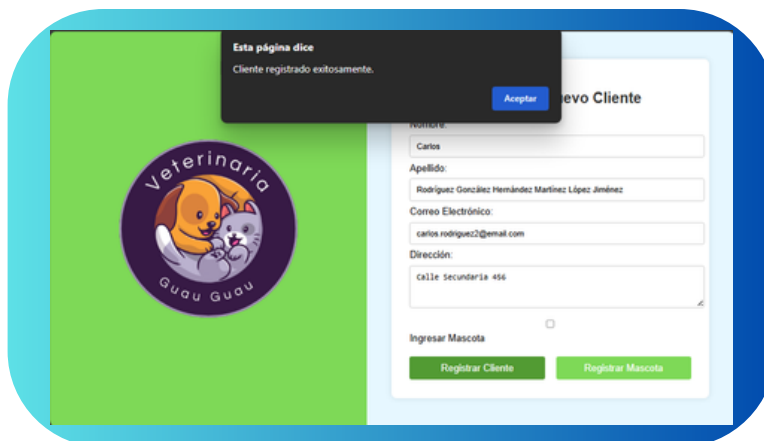 Esta página dice
Cliente registrado exitosamente.
Aceptar
evo Cliente
Nombre:
Carlos
Apellido:
Rodríguez González Hernández Martínez López Jiménez
Correo Electrónico:
carlos.rodriguez2@email.com
Dirección:
Calle Secundaria 456
Ingresar Mascota
Registrar Cliente
Registrar Mascota
Veterinaria
Guau Guau